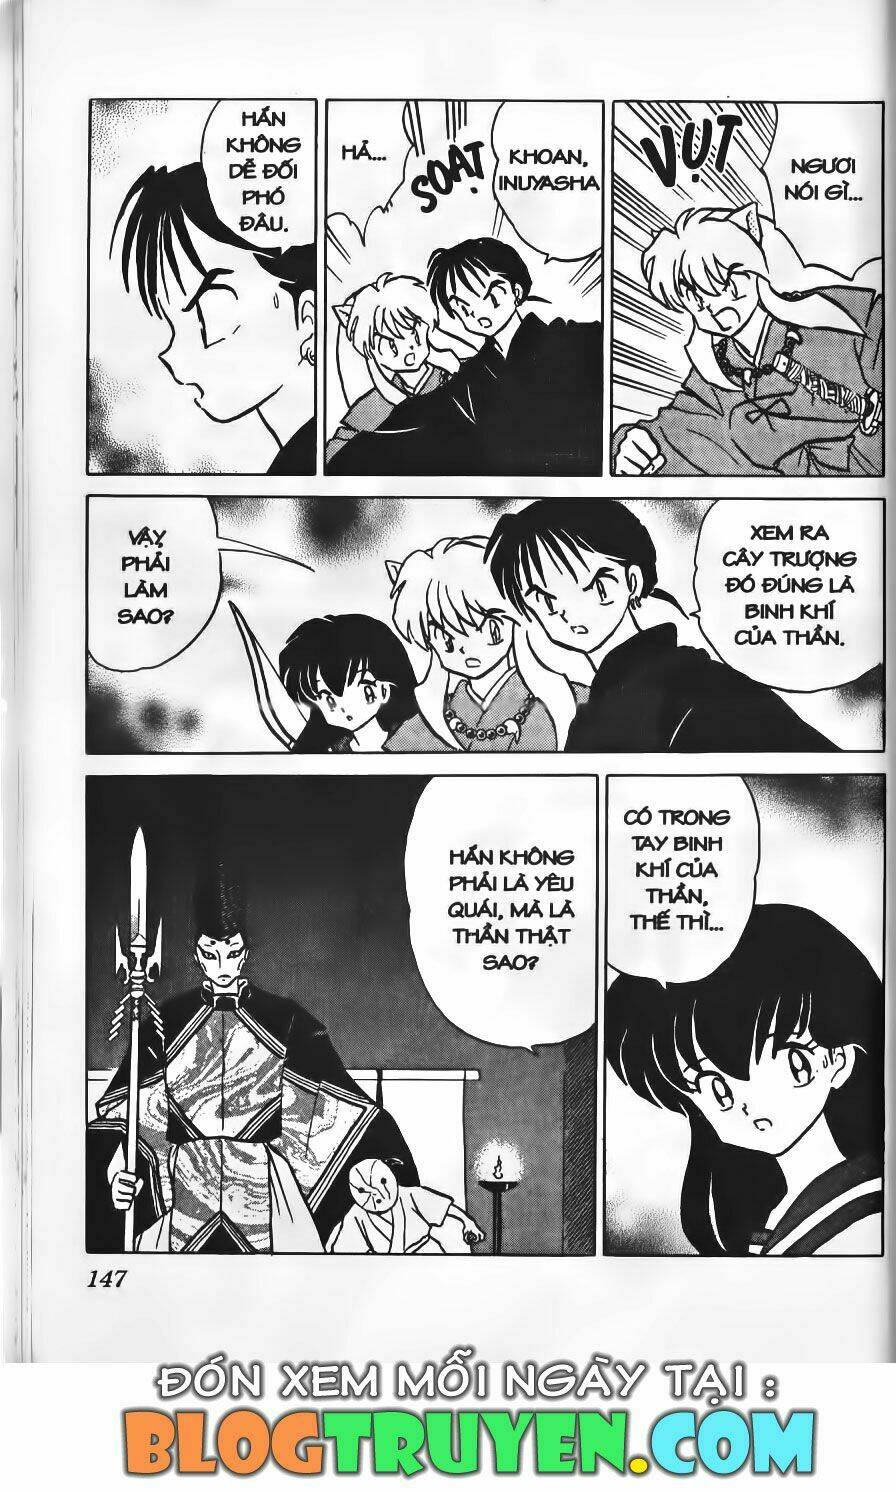 NGƯƠI
NÓI GÌ...
VỤT
KHOAN,
INUYASHA
SOẠT
HẢ...
HẮN
KHÔNG
DỄ ĐỐI
PHÓ
ĐÂU.
XEM RA
CÂY TRƯỢNG
ĐÓ ĐÚNG LÀ
BINH KHÍ
CỦA THẦN.
VẬY,
PHẢI
LÀM
SAO?
CÓ TRONG
TAY BINH
KHÍ CỦA
THẦN,
THẾ THÌ...
HẮN KHÔNG
PHẢI LÀ YÊU
QUÁI, MÀ LÀ
THẦN THẬT
SAO?
147
ĐÓN XEM MỖI NGÀY TẠI :
BLOGTRUYEN.COM